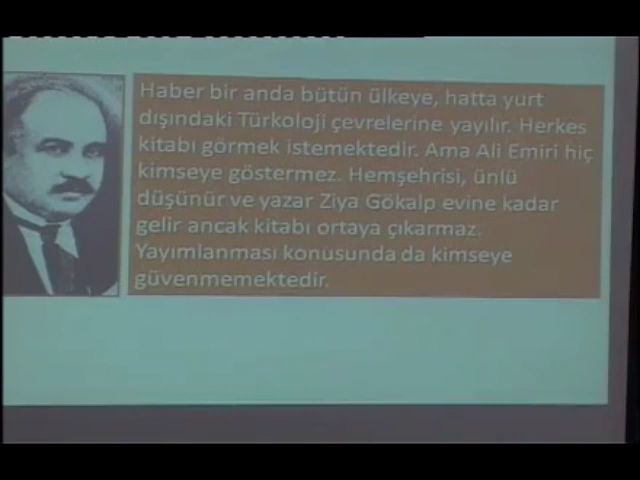 Haber bir anda bütün ülkeye, hatta yurt
dışındaki Türkoloji çevrelerine yayılır. Herkes
kitabı görmek istemektedir. Ama Ali Emiri hiç
kimseye göstermez. Hemşehrisi, ünlü
düşünür ve yazar Ziya Gökalp evine kadar
gelir ancak kitabı ortaya çıkarmaz.
Yayımlanması konusunda da kimseye
güvenmemektedir.